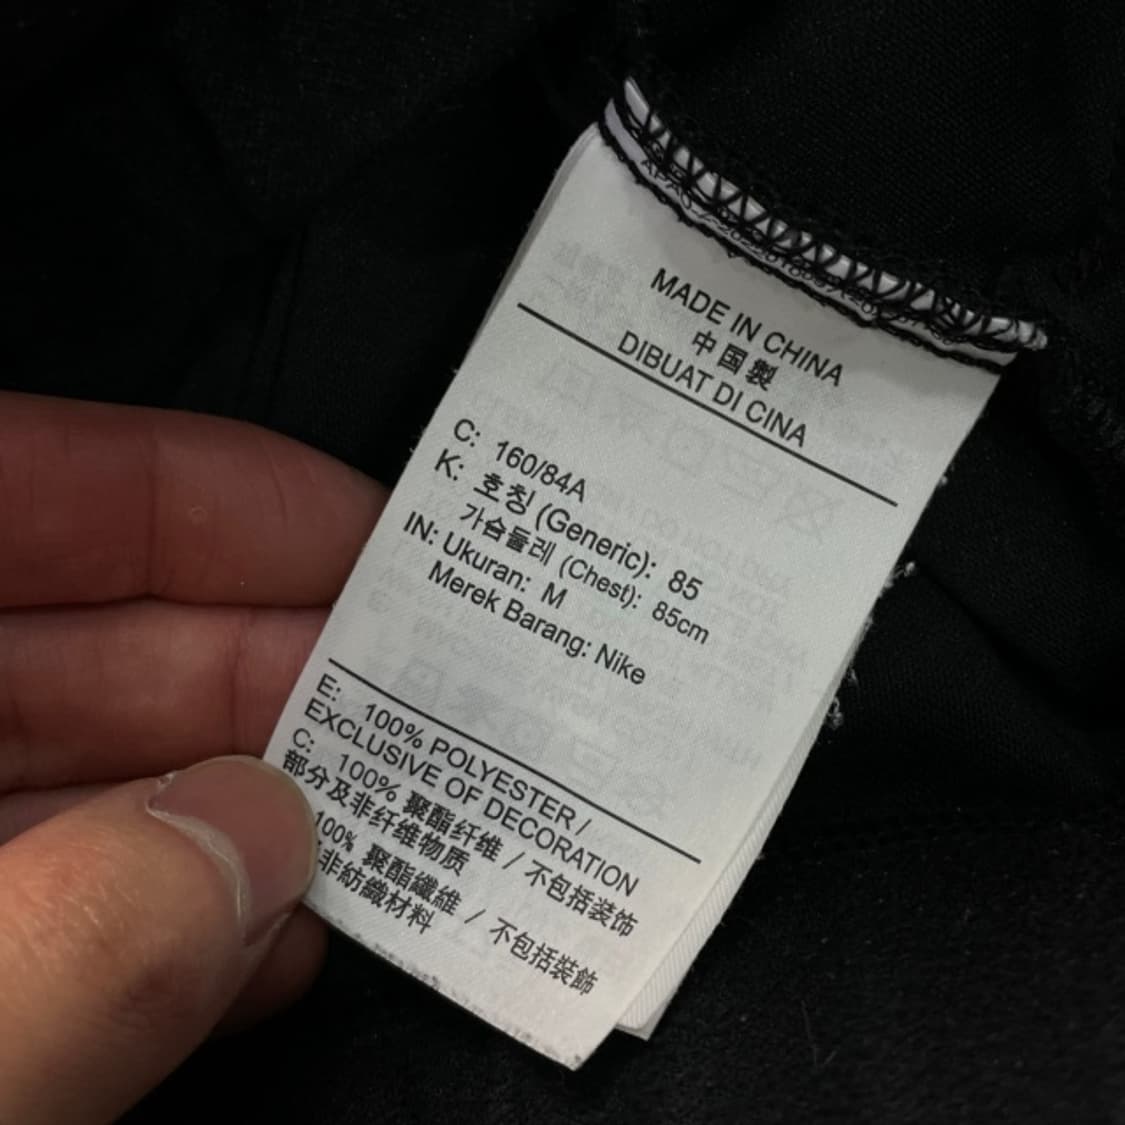 MADE IN CHINA
中国製
DIBUAT DI CINA
C: 160/84A
K: 호칭 (Generic): 85
가슴둘레 (Chest): 85cm
IN: Ukuran: M
Merek Barang: Nike
E: 100% POLYESTER /
EXCLUSIVE OF DECORATION
C: 100% 聚酯纤维 / 不包括装饰
部分及非纤维物质
100% 聚酯纖維 / 不包括裝飾
非紡織材料